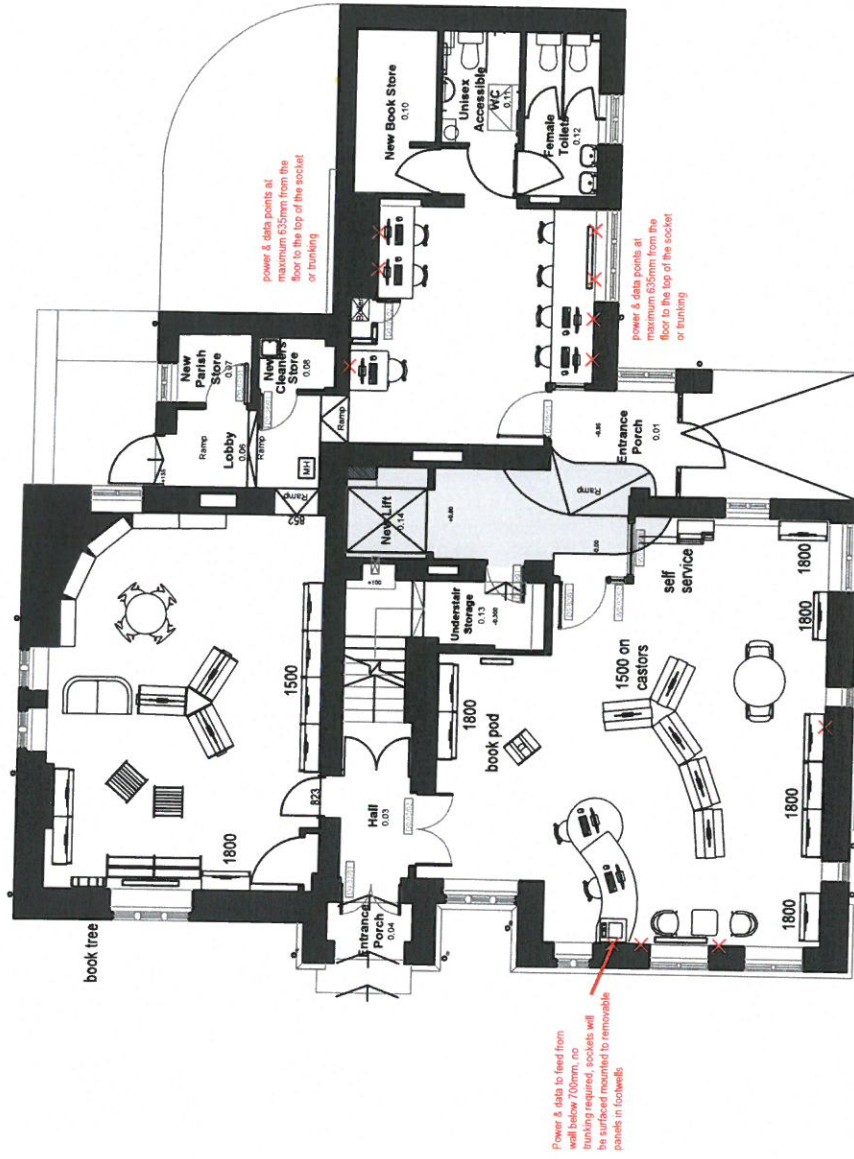 book tree
1800
823
1500
852
Ramp
+135
Lobby
0.06
Ramp
Ramp
MH
New
Parish
Store
0.07
New
Cleaners
Store
0.08
Ramp
power & data points at
maximum 635mm from the
floor to the top of the socket
or trunking
New Book Store
0.10
Unisex
Accessible
WC
0.11
Female
Toilets
0.12
power & data points at
maximum 635mm from the
floor to the top of the socket
or trunking
Entrance
Porch
0.04
Hall
0.03
1800
book pod
+100
Understair
Storage
0.13
-0.300
New Lift
0.14
Ramp
Entrance
Porch
0.01
self
service
1800
1800
1500 on
castors
1800
1800
Power & data to feed from
wall below 700mm, no
trunking required, sockets will
be surfaced mounted to removable
panels in footwells